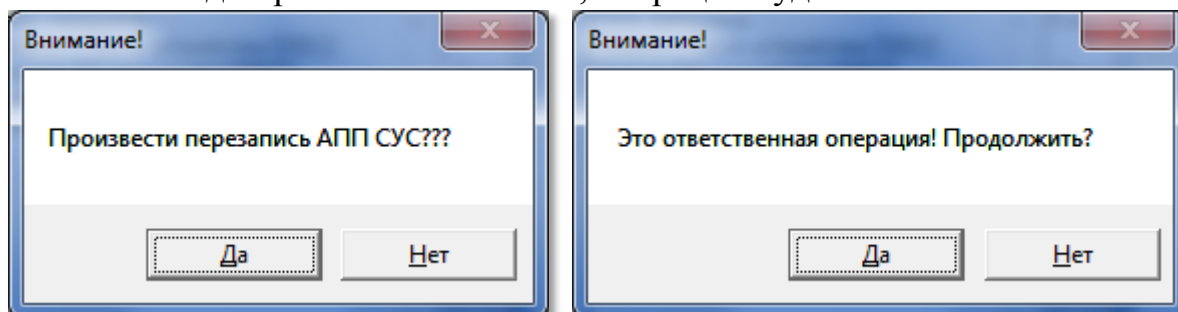 Внимание!
Произвести перезапись АПП СУС???
Да
Нет
Внимание!
Это ответственная операция! Продолжить?
Да
Нет